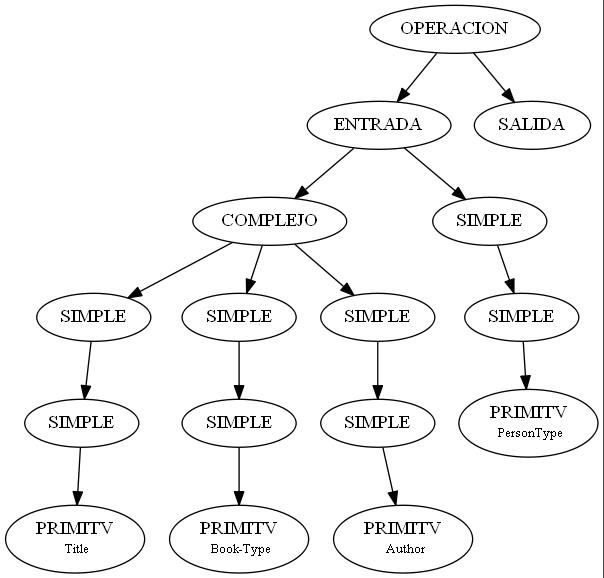 OPERACION
ENTRADA
SALIDA
COMPLEJO
SIMPLE
SIMPLE
SIMPLE
SIMPLE
SIMPLE
PRIMITV
PersonType
SIMPLE
SIMPLE
SIMPLE
PRIMITV
Title
PRIMITV
Book-Type
PRIMITV
Author